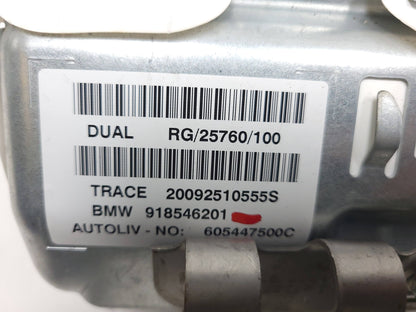 DUAL RG/25760/100
TRACE 20092510555S
BMW 918546201
AUTOLIV - NO: 605447500C